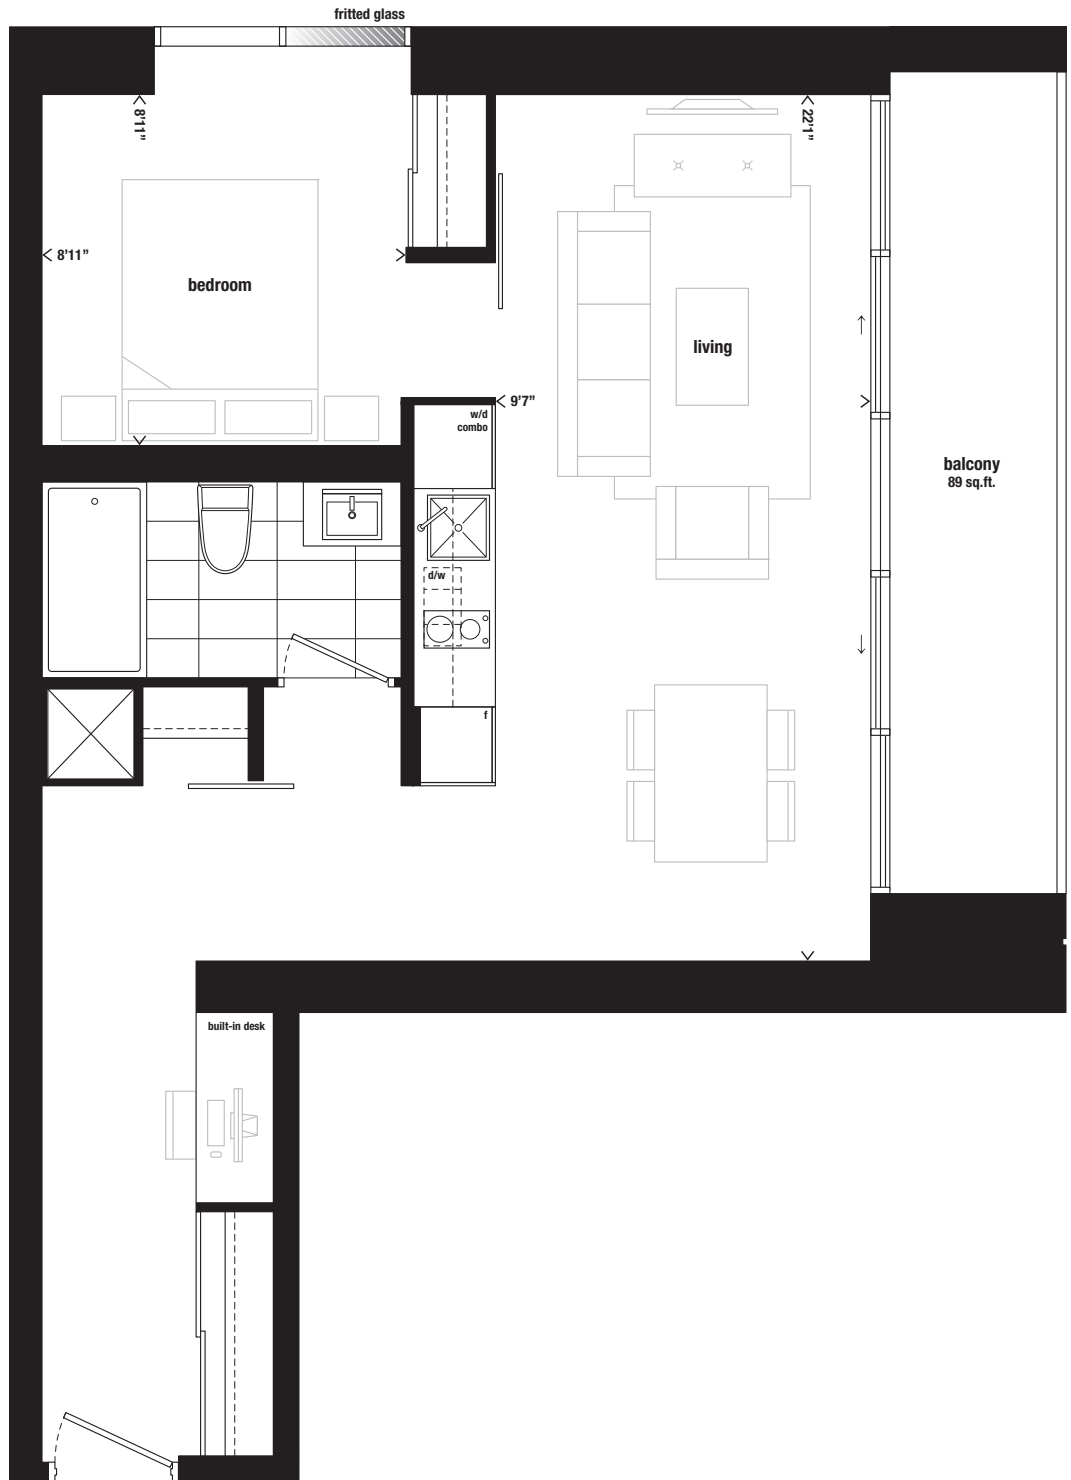 fritted glass
8'11"
22'1"
8'11"
bedroom
living
w/d
combo
9'7"
balcony
89 sq.ft.
d/w
f
built-in desk